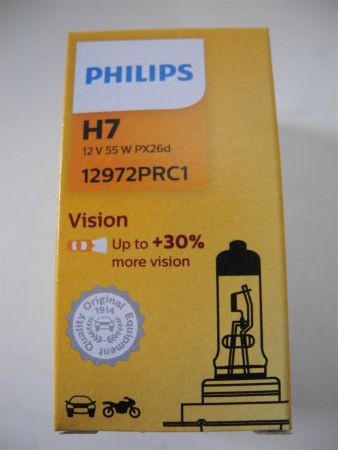 PHILIPS
H7
12 V 55 W PX26d
12972PRC1
Vision
Up to +30%
more vision
Quality Original Equipment
1914